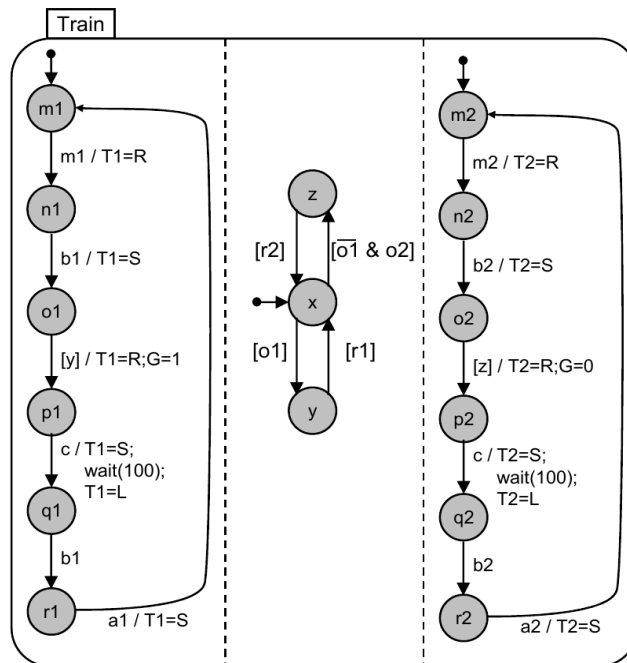 Train
m1
m1 / T1=R
n1
b1 / T1=S
o1
[y] / T1=R;G=1
p1
c / T1=S;
wait(100);
T1=L
q1
b1
r1
a1 / T1=S
z
[r2]
[o1 & o2]
x
[o1]
[r1]
y
m2
m2 / T2=R
n2
b2 / T2=S
o2
[z] / T2=R;G=0
p2
c / T2=S;
wait(100);
T2=L
q2
b2
r2
a2 / T2=S